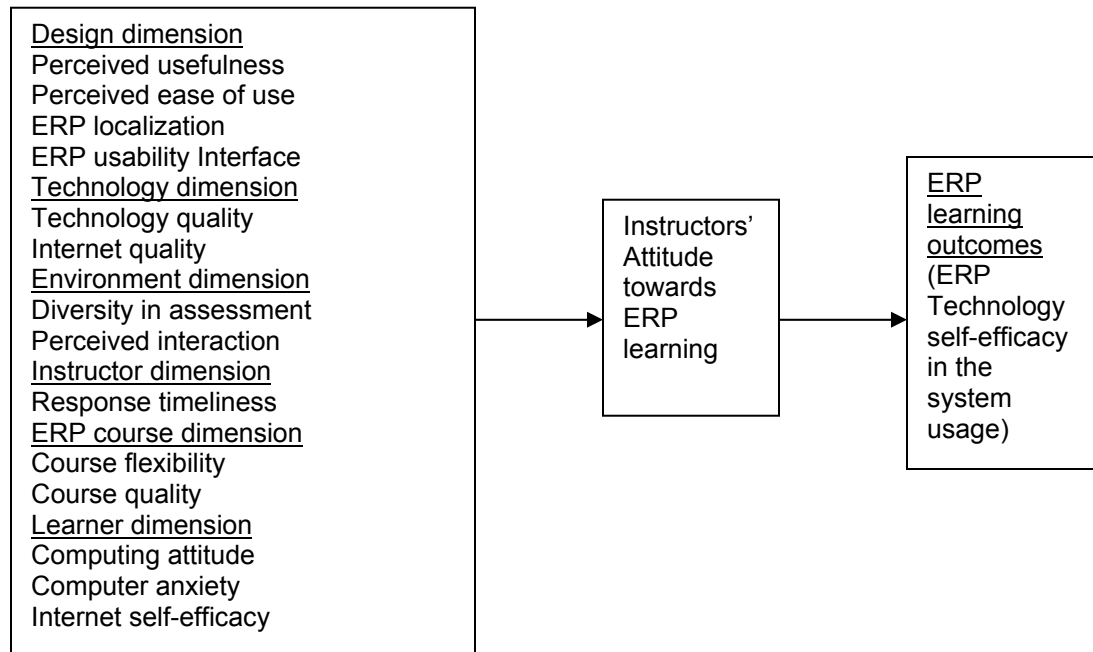 Design dimension
Perceived usefulness
Perceived ease of use
ERP localization
ERP usability Interface
Technology dimension
Technology quality
Internet quality
Environment dimension
Diversity in assessment
Perceived interaction
Instructor dimension
Response timeliness
ERP course dimension
Course flexibility
Course quality
Learner dimension
Computing attitude
Computer anxiety
Internet self-efficacy
Instructors’
Attitude
towards
ERP
learning
ERP
learning
outcomes
(ERP
Technology
self-efficacy
in the
system
usage)